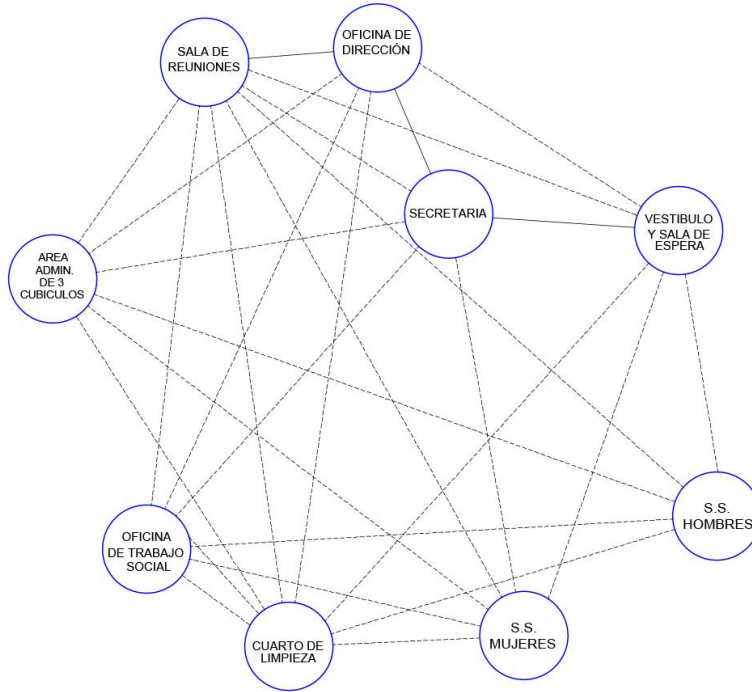 SALA DE
REUNIONES
OFICINA DE
DIRECCIÓN
SECRETARIA
VESTIBULO
Y SALA DE
ESPERA
AREA
ADMIN.
DE 3
CUBICULOS
OFICINA
DE TRABAJO
SOCIAL
S.S.
HOMBRES
CUARTO DE
LIMPIEZA
S.S.
MUJERES